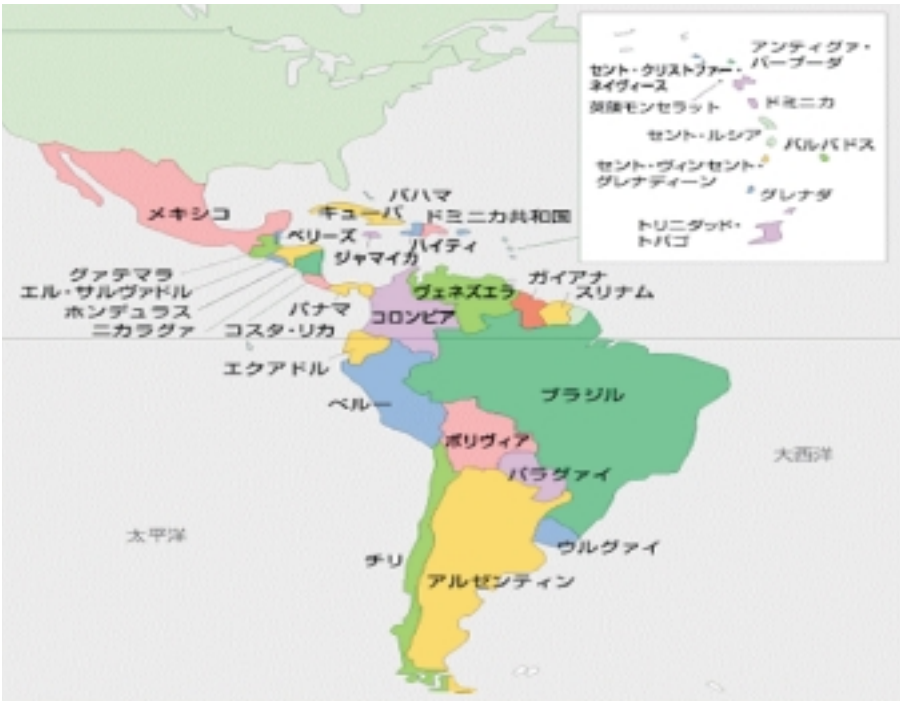 アンティグァ・
バーブーダ
セント・クリストファー・
ネイヴィース
英領モンセラット
ドミニカ
セント・ルシア
バルバドス
セント・ヴィンセント・
グレナディーン
グレナダ
トリニダッド・
トバゴ
バハマ
メキシコ
キューバ
ドミニカ共和国
ベリーズ
ハイティ
ジャマイカ
グァテマラ
エル・サルヴァドル
ホンデュラス
ニカラグァ
コスタ・リカ
パナマ
ガイアナ
ヴェネズエラ
スリナム
コロンビア
エクアドル
ペルー
ブラジル
ボリヴィア
パラグァイ
大西洋
太平洋
ウルグァイ
チリ
アルゼンティン